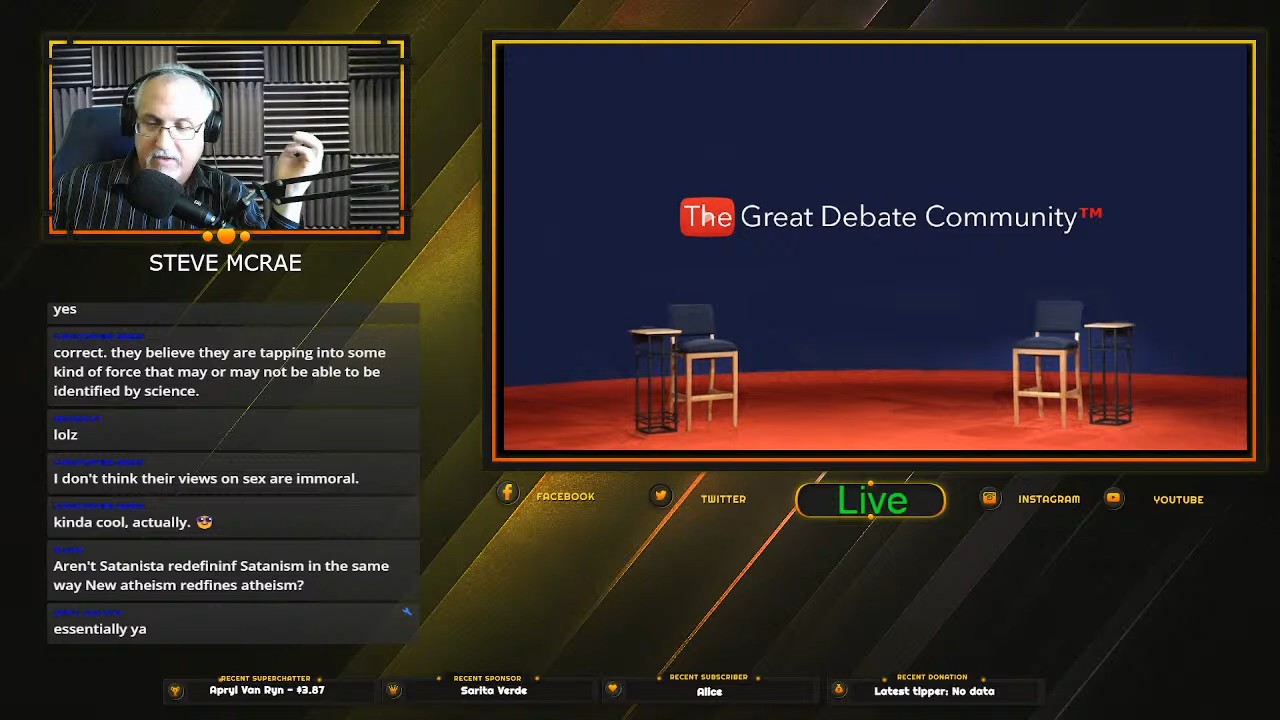 The Great Debate Community™
STEVE MCRAE
yes
correct. they believe they are tapping into some
kind of force that may or may not be able to be
identified by science.
lolz
I don't think their views on sex are immoral.
kinda cool, actually.
Aren't Satanista redefininf Satanism in the same
way New atheism redfines atheism?
essentially ya
FACEBOOK
TWITTER
Live
INSTAGRAM
YOUTUBE
RECENT SUPERCHATTER
Apryl Van Ryn - $3.87
RECENT SPONSOR
Sarita Verde
RECENT SUBSCRIBER
Alice
RECENT DONATION
Latest tipper: No data